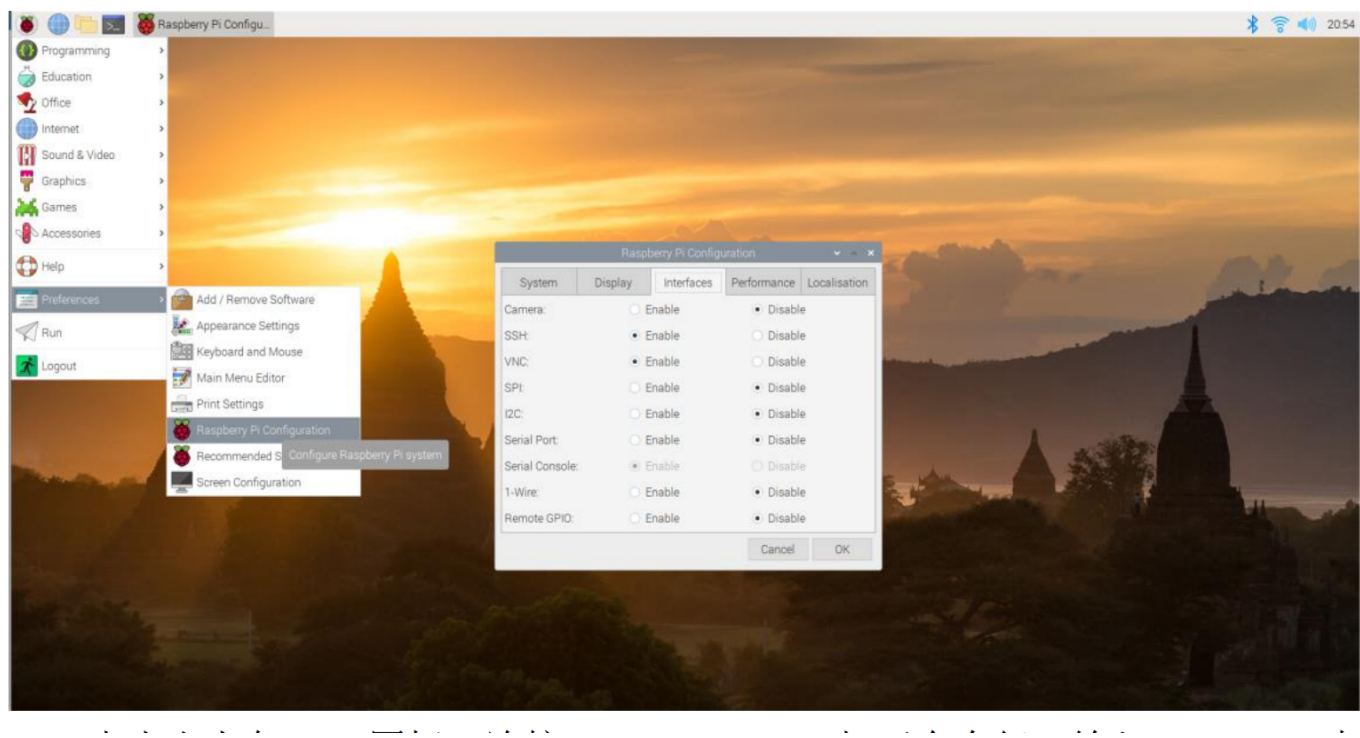 Raspberry Pi Configu...
20:54
Programming
Education
Office
Internet
Sound & Video
Graphics
Games
Accessories
Help
Preferences
Run
Logout
Add / Remove Software
Appearance Settings
Keyboard and Mouse
Main Menu Editor
Print Settings
Raspberry Pi Configuration
Recommended S
Configure Raspberry Pi system
Screen Configuration
Raspberry Pi Configuration
System Display Interfaces Performance Localisation
Camera: Enable Disable
SSH: Enable Disable
VNC: Enable Disable
SPI: Enable Disable
I2C: Enable Disable
Serial Port: Enable Disable
Serial Console: Enable Disable
1-Wire: Enable Disable
Remote GPIO: Enable Disable
Cancel OK